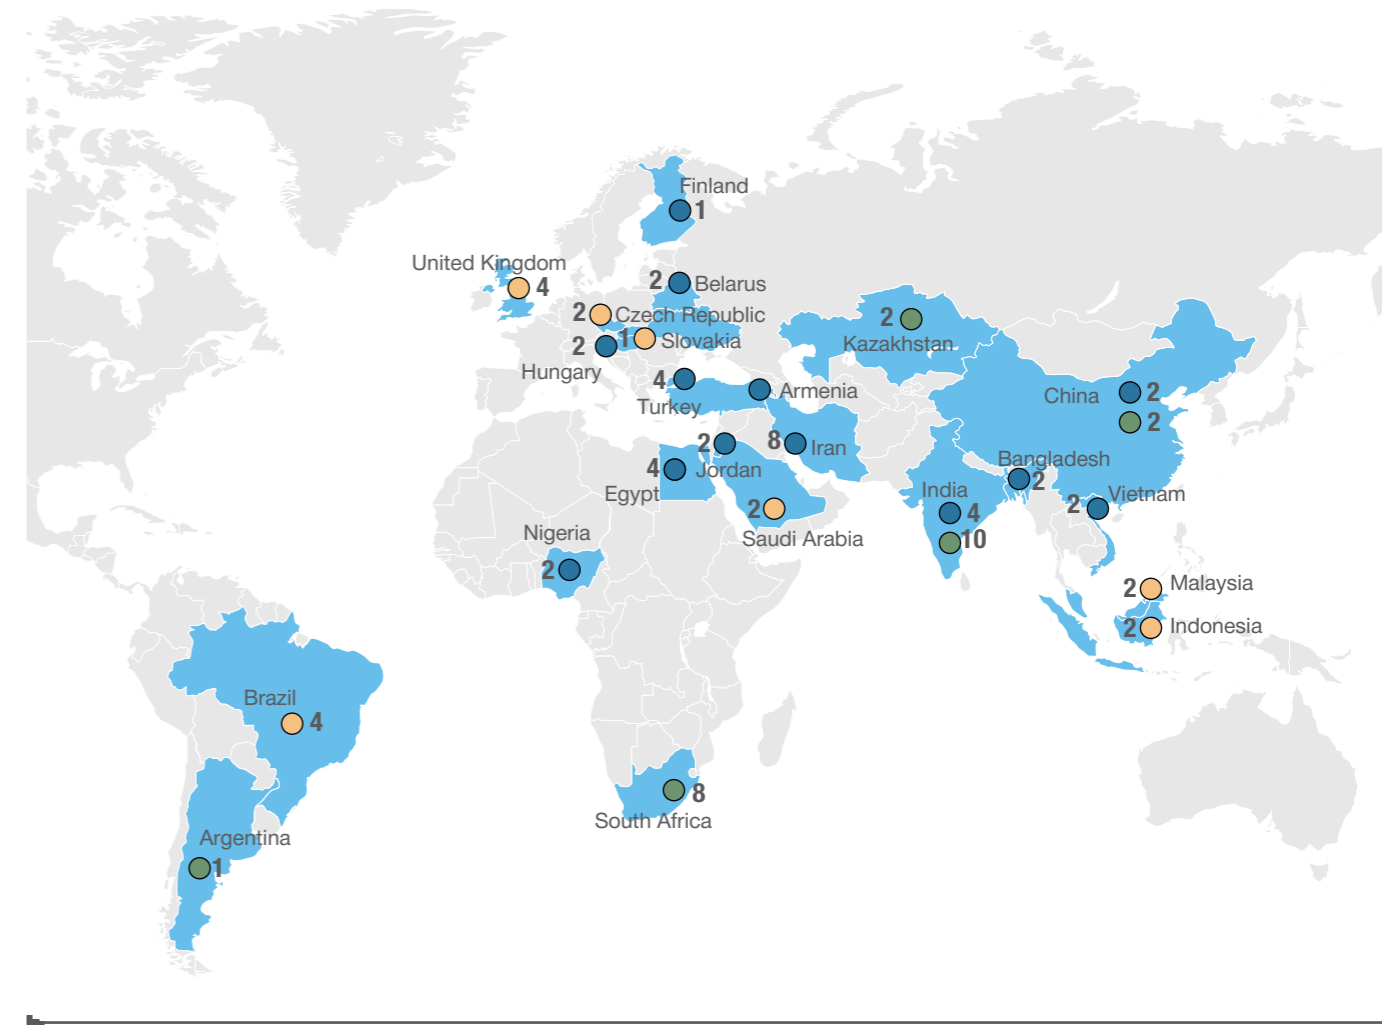 Finland
1
United Kingdom
4
2 Belarus
2 Czech Republic
1 Slovakia
2
Hungary
2
Kazakhstan
4
Turkey
Armenia
China 2
2
2
Jordan
8 Iran
4
Egypt
Bangladesh
2
India
4
10
2 Vietnam
2
Saudi Arabia
Nigeria
2
2 Malaysia
2 Indonesia
Brazil
4
8
South Africa
Argentina
1